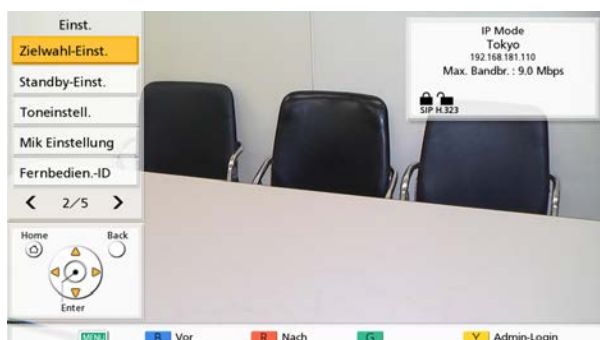 Einst.
Zielwahl-Einst.
Standby-Einst.
Toneinstell.
Mik Einstellung
Fernbedien.-ID
2/5
Home
Back
Enter
IP Mode
Tokyo
192.168.181.110
Max. Bandbr. : 9.0 Mbps
SIP H.323
MENU
B Vor
R Nach
G
Y Admin-Login